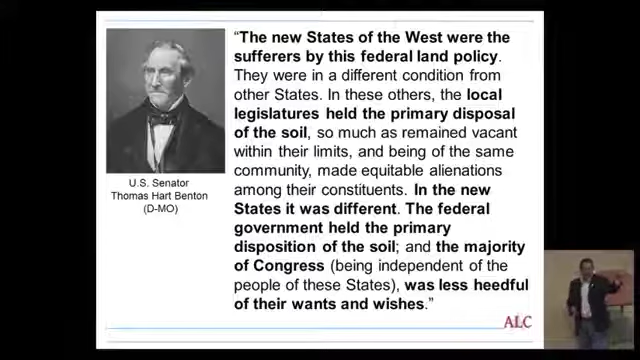 “The new States of the West were the
sufferers by this federal land policy.
They were in a different condition from
other States. In these others, the local
legislatures held the primary disposal
of the soil, so much as remained vacant
within their limits, and being of the same
community, made equitable alienations
among their constituents. In the new
States it was different. The federal
government held the primary
disposition of the soil; and the majority
of Congress (being independent of the
people of these States), was less heedful
of their wants and wishes.”
U.S. Senator
Thomas Hart Benton
(D-MO)
ALC